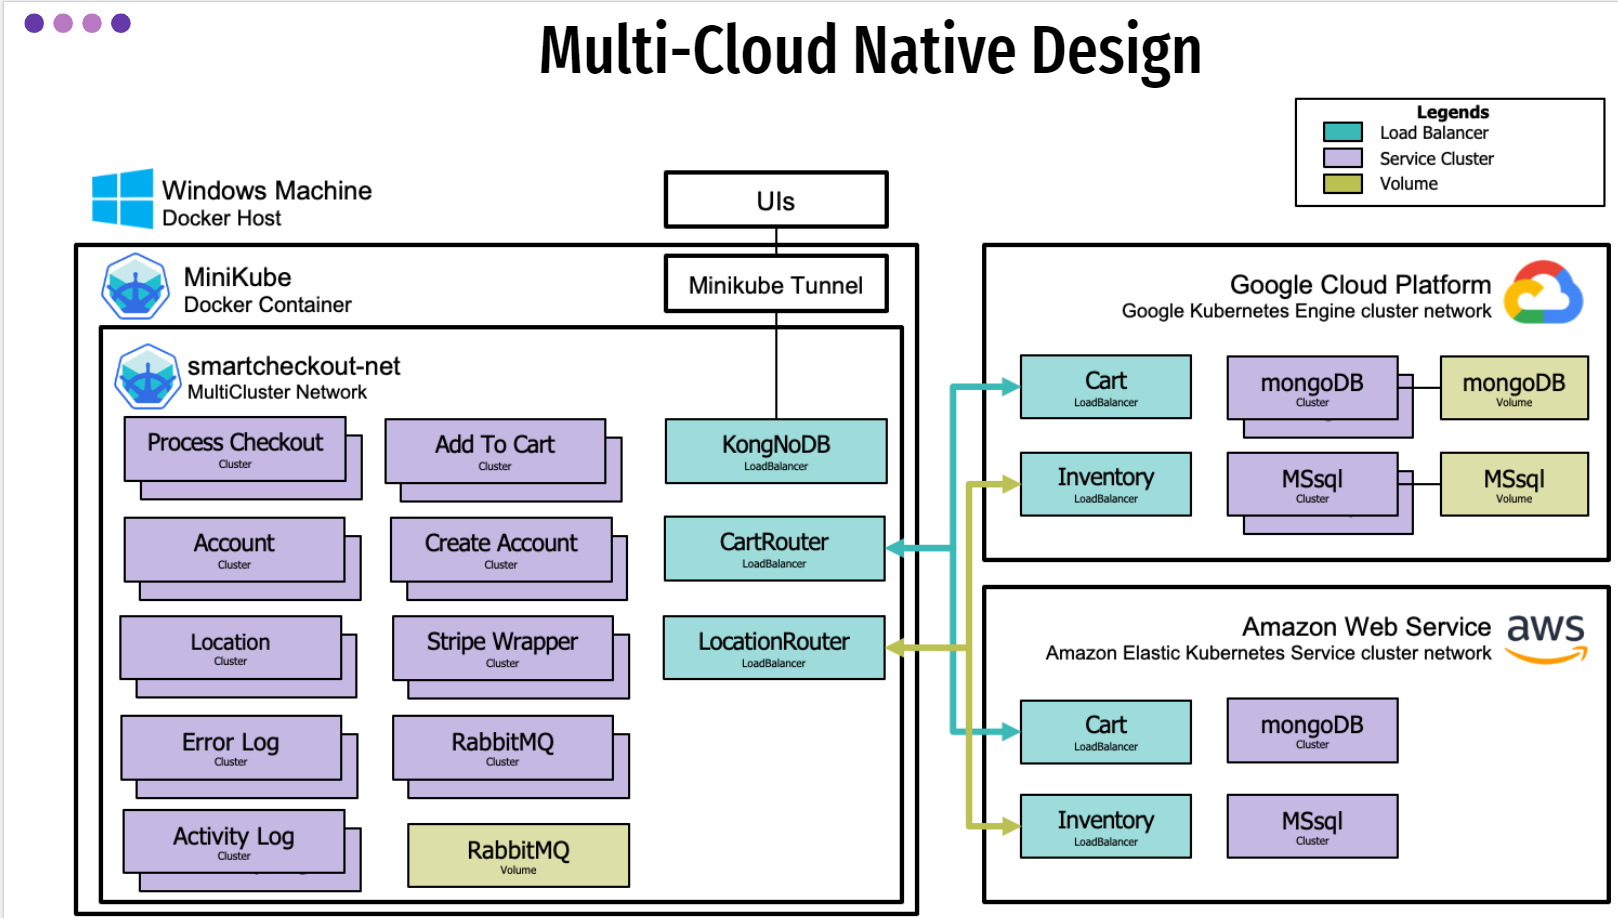 Multi-Cloud Native Design
Legends
Load Balancer
Service Cluster
Volume
Windows Machine
Docker Host
UIs
MiniKube
Docker Container
Minikube Tunnel
smartcheckout-net
MultiCluster Network
Process Checkout
Cluster
Add To Cart
Cluster
KongNoDB
LoadBalancer
Account
Cluster
Create Account
Cluster
CartRouter
LoadBalancer
Location
Cluster
Stripe Wrapper
Cluster
LocationRouter
LoadBalancer
Error Log
Cluster
RabbitMQ
Cluster
Activity Log
Cluster
RabbitMQ
Volume
Google Cloud Platform
Google Kubernetes Engine cluster network
Cart
LoadBalancer
mongoDB
Cluster
mongoDB
Volume
Inventory
LoadBalancer
MSsql
Cluster
MSsql
Volume
Amazon Web Service
Amazon Elastic Kubernetes Service cluster network
aws
Cart
LoadBalancer
mongoDB
Cluster
Inventory
LoadBalancer
MSsql
Cluster